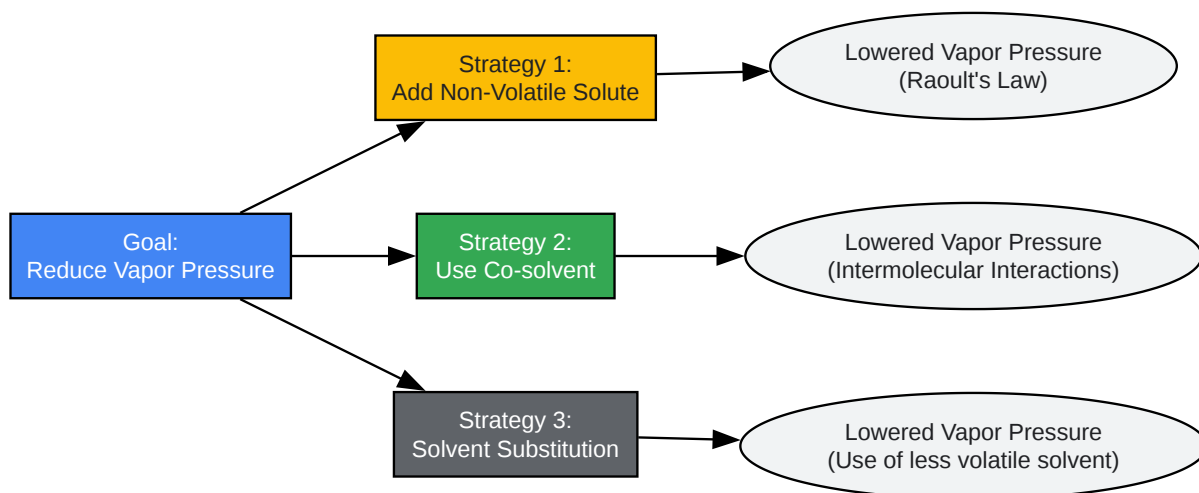 Strategy 1:
Add Non-Volatile Solute
Lowered Vapor Pressure
(Raoult's Law)
Goal:
Reduce Vapor Pressure
Strategy 2:
Use Co-solvent
Lowered Vapor Pressure
(Intermolecular Interactions)
Strategy 3:
Solvent Substitution
Lowered Vapor Pressure
(Use of less volatile solvent)